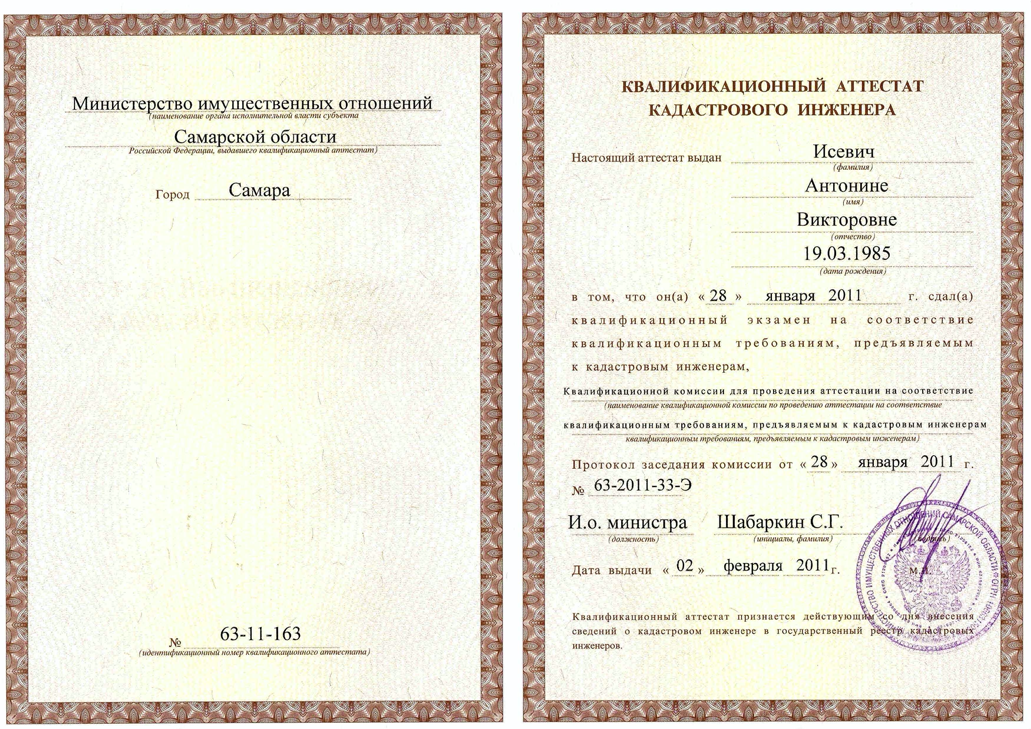 Министерство имущественных отношений
(наименование органа исполнительной власти субъекта
Самарской области
Российской Федерации, выдавшего квалификационный аттестат)
Город Самара
№ 63-11-163
(идентификационный номер квалификационного аттестата)
КВАЛИФИКАЦИОННЫЙ АТТЕСТАТ
КАДАСТРОВОГО ИНЖЕНЕРА
Настоящий аттестат выдан Исевич
(фамилия)
Антонине
(имя)
Викторовне
(отчество)
19.03.1985
(дата рождения)
в том, что он(а) «28» января 2011 г. сдал(а)
квалификационный экзамен на соответствие
квалификационным требованиям, предъявляемым
к кадастровым инженерам,
Квалификационной комиссии для проведения аттестации на соответствие
(наименование квалификационной комиссии по проведению аттестации на соответствие
квалификационным требованиям, предъявляемым к кадастровым инженерам
квалификационным требованиям, предъявляемым к кадастровым инженерам)
Протокол заседания комиссии от «28» января 2011 г.
№ 63-2011-33-Э
И.о. министра Шабаркин С.Г.
(должность) (инициалы, фамилия) (подпись)
Дата выдачи «02» февраля 2011 г. М.П.
Квалификационный аттестат признается действующим со дня внесения
сведений о кадастровом инженере в государственный реестр кадастровых
инженеров.
МИНИСТЕРСТВО ИМУЩЕСТВЕННЫХ ОТНОШЕНИЙ САМАРСКОЙ ОБЛАСТИ ОГРН